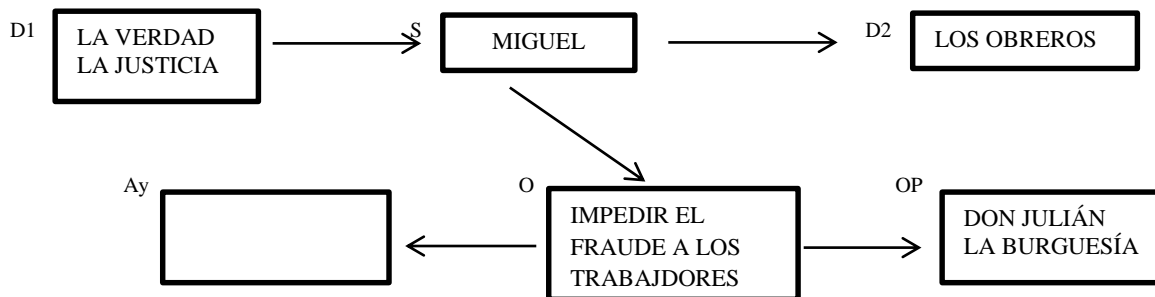 D1
LA VERDAD
LA JUSTICIA
S
MIGUEL
D2
LOS OBREROS
Ay
O
IMPEDIR EL
FRAUDE A LOS
TRABAJDORES
OP
DON JULIÁN
LA BURGUESÍA